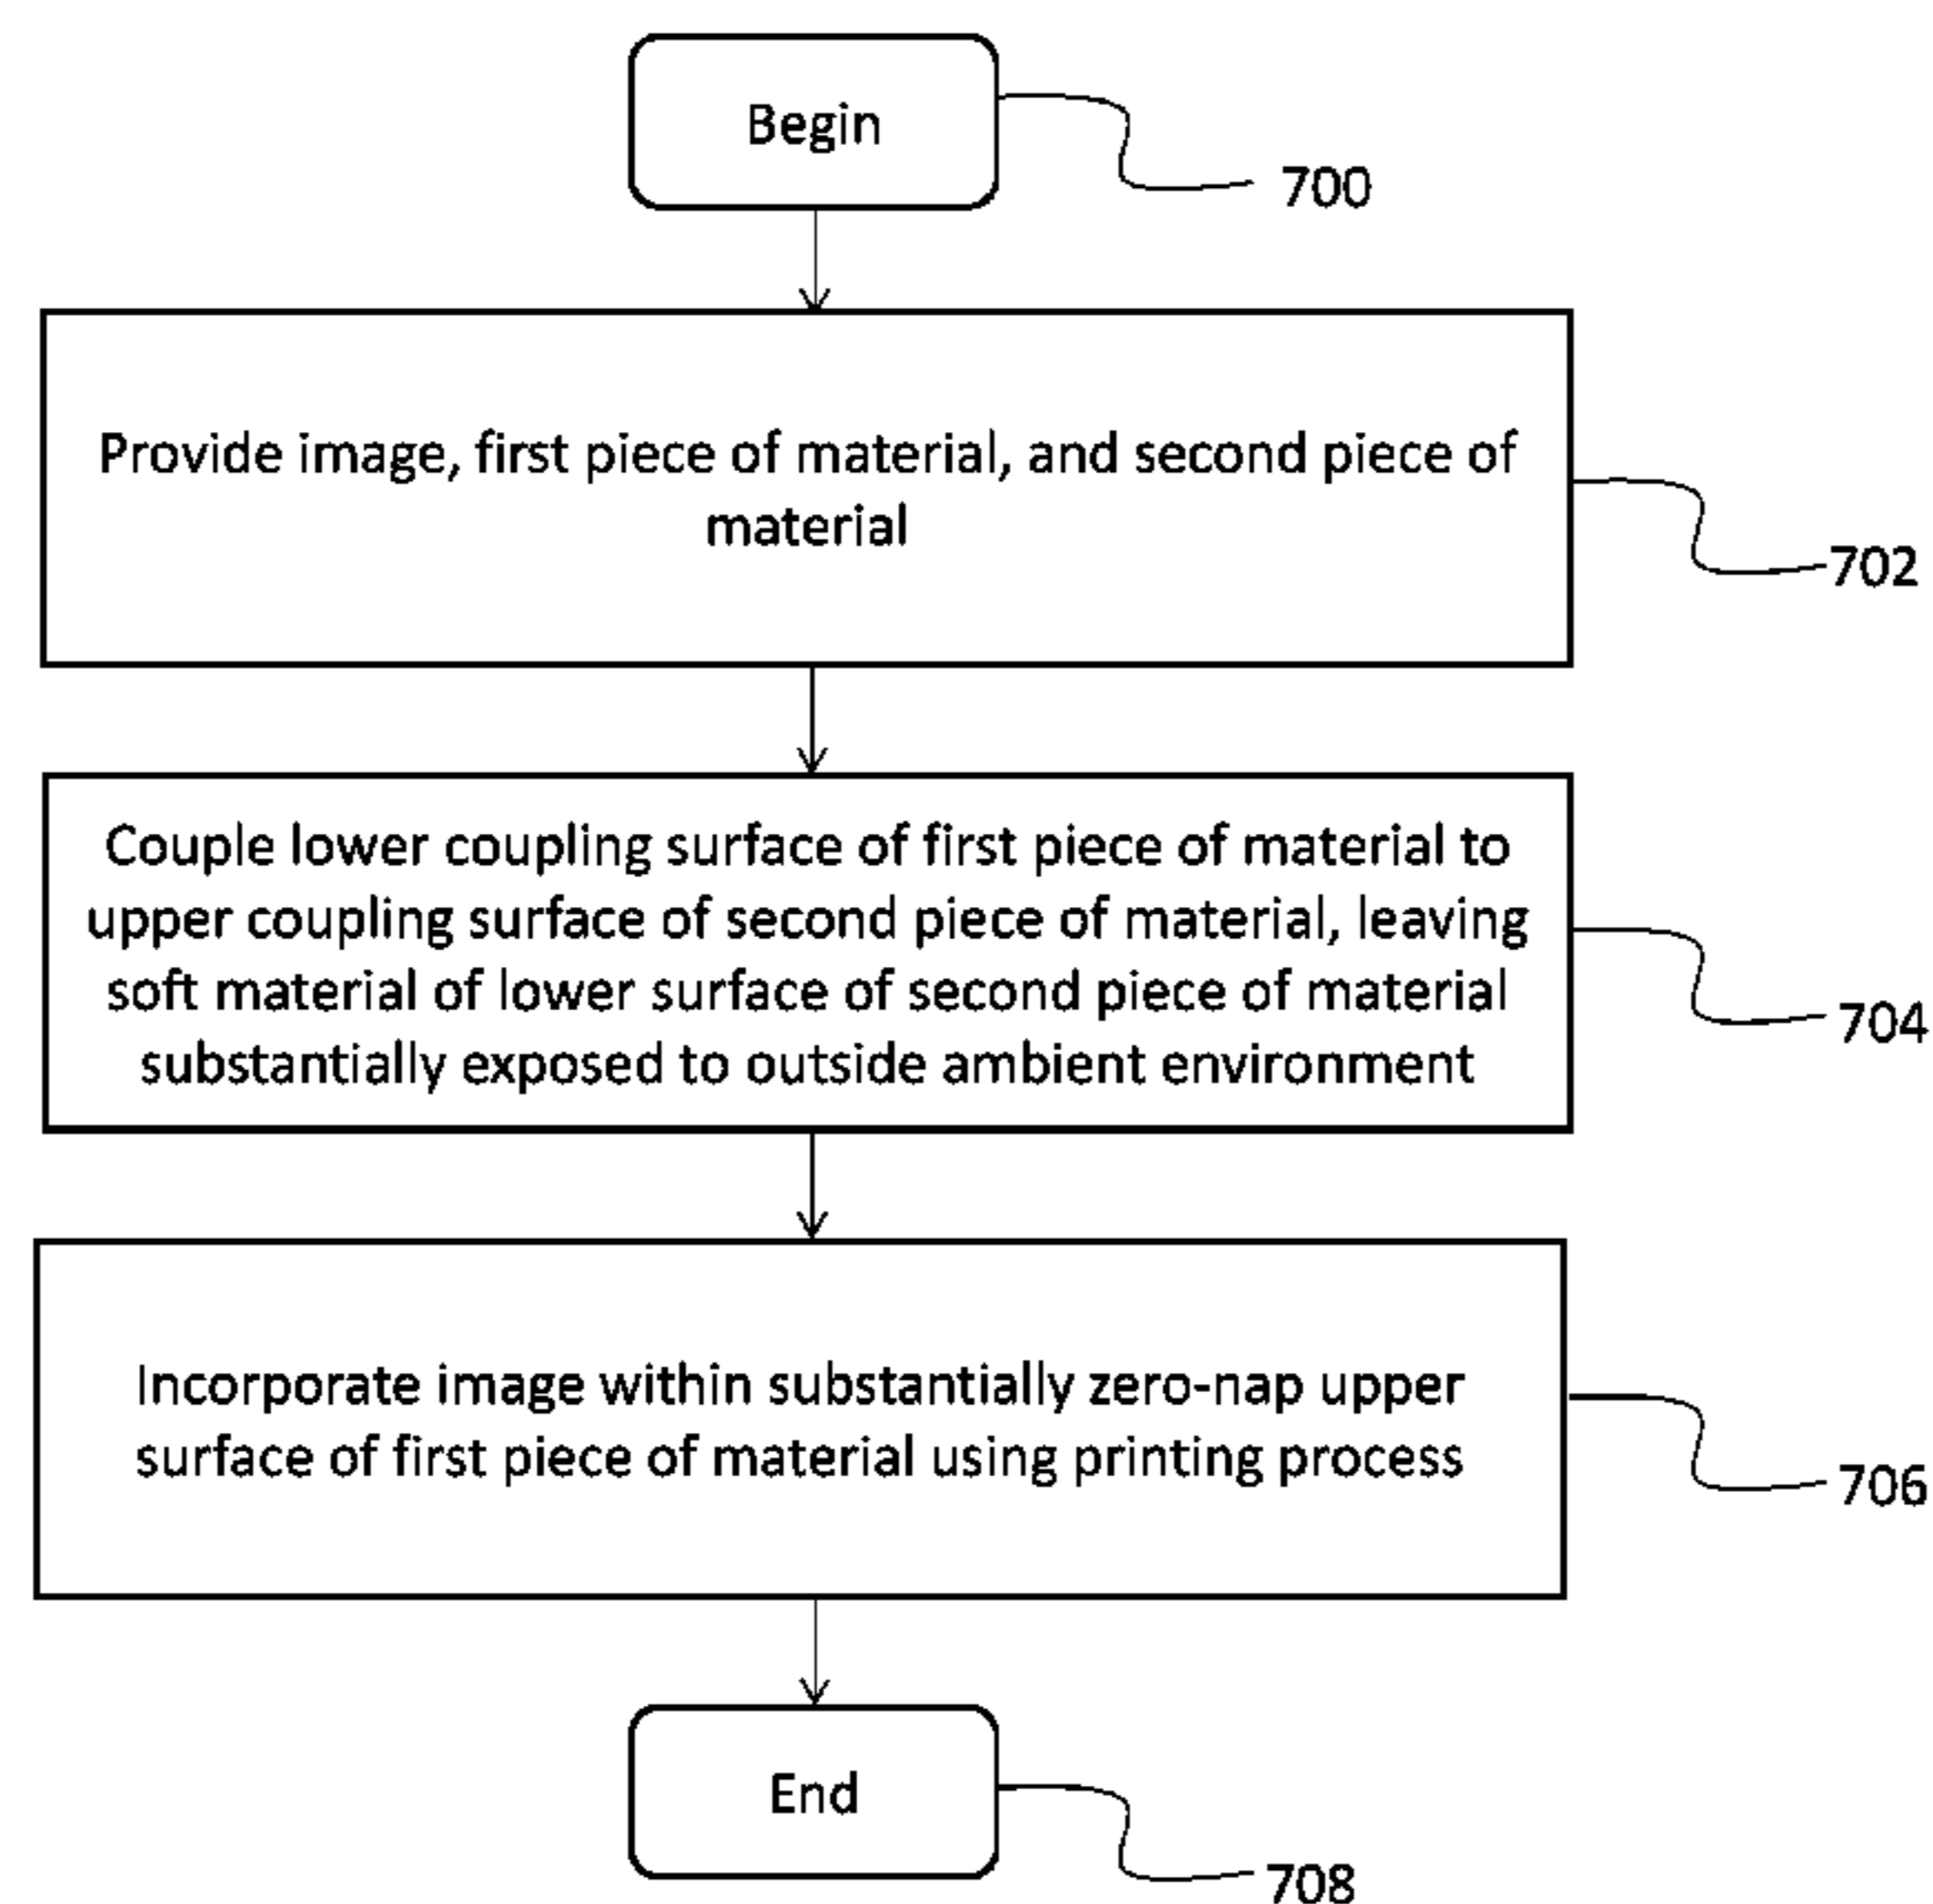 Begin
700
Provide image, first piece of material, and second piece of
material
702
Couple lower coupling surface of first piece of material to
upper coupling surface of second piece of material, leaving
soft material of lower surface of second piece of material
substantially exposed to outside ambient environment
704
Incorporate image within substantially zero-nap upper
surface of first piece of material using printing process
706
End
708